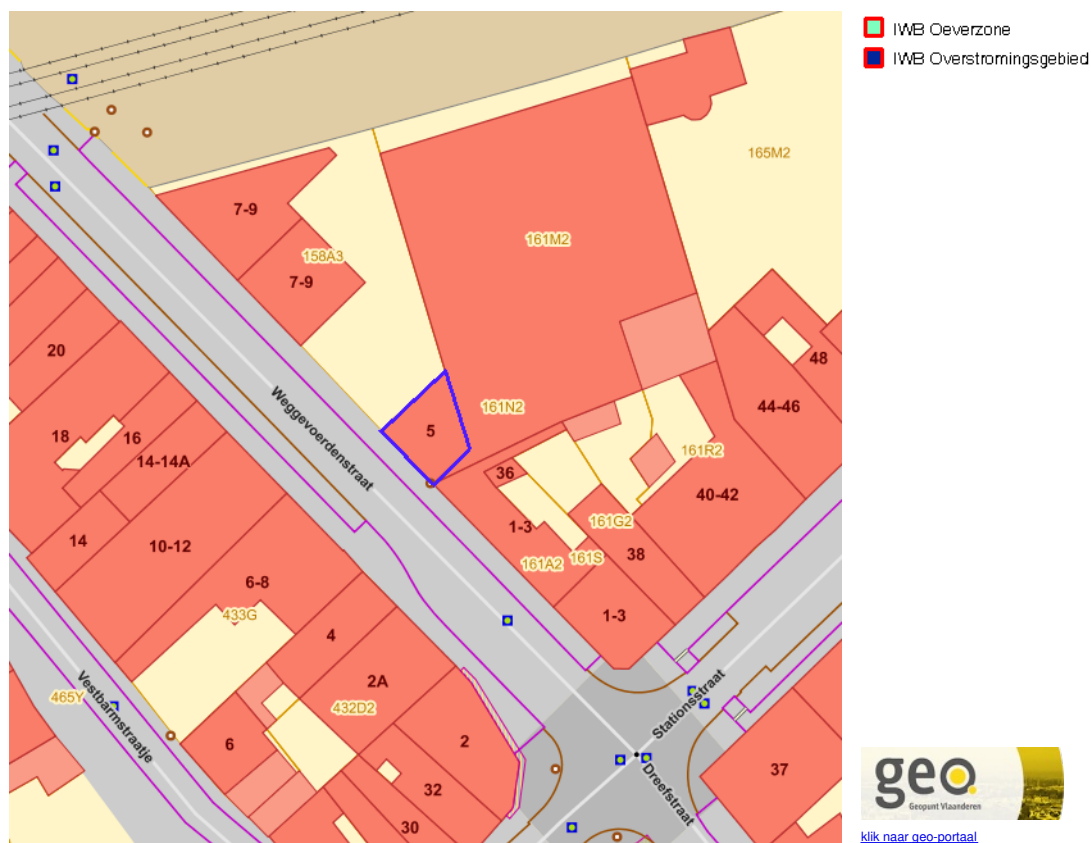 IWB Oeverzone
IWB Overstromingsgebied
165M2
7-9
161M2
158A3
7-9
20
48
44-46
161N2
5
18
16
14-14A
36
161R2
40-42
1-3
161G2
14
10-12
38
161A2
161S
6-8
433G
1-3
4
2A
432D2
465Y
6
2
32
30
37
Weggevoerdenstraat
Vestbarmstraatje
Stationsstraat
Dreefstraat
geo
Geopunt Vlaanderen
klik naar geo-portaal